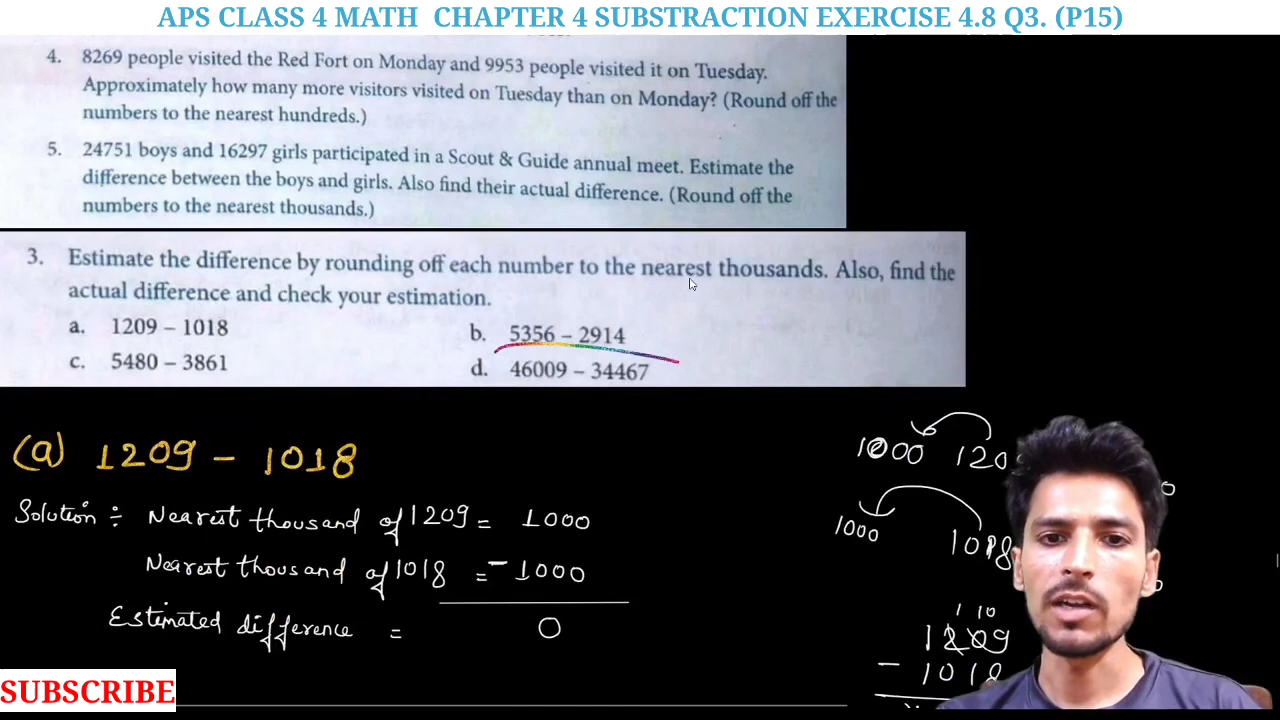 APS CLASS 4 MATH CHAPTER 4 SUBSTRACTION EXERCISE 4.8 Q3. (P15)
4. 8269 people visited the Red Fort on Monday and 9953 people visited it on Tuesday.
Approximately how many more visitors visited on Tuesday than on Monday? (Round off the
numbers to the nearest hundreds.)
5. 24751 boys and 16297 girls participated in a Scout & Guide annual meet. Estimate the
difference between the boys and girls. Also find their actual difference. (Round off the
numbers to the nearest thousands.)
3. Estimate the difference by rounding off each number to the nearest thousands. Also, find the
actual difference and check your estimation.
a. 1209 – 1018 b. 5356 – 2914
c. 5480 – 3861 d. 46009 – 34467
(a) 1209 - 1018
1000 120
Solution ÷ Nearest thousand of 1209 = 1000
1000 1018
Nearest thousand of 1018 = - 1000
Estimated difference = 0
1 10
1209
- 1018
SUBSCRIBE